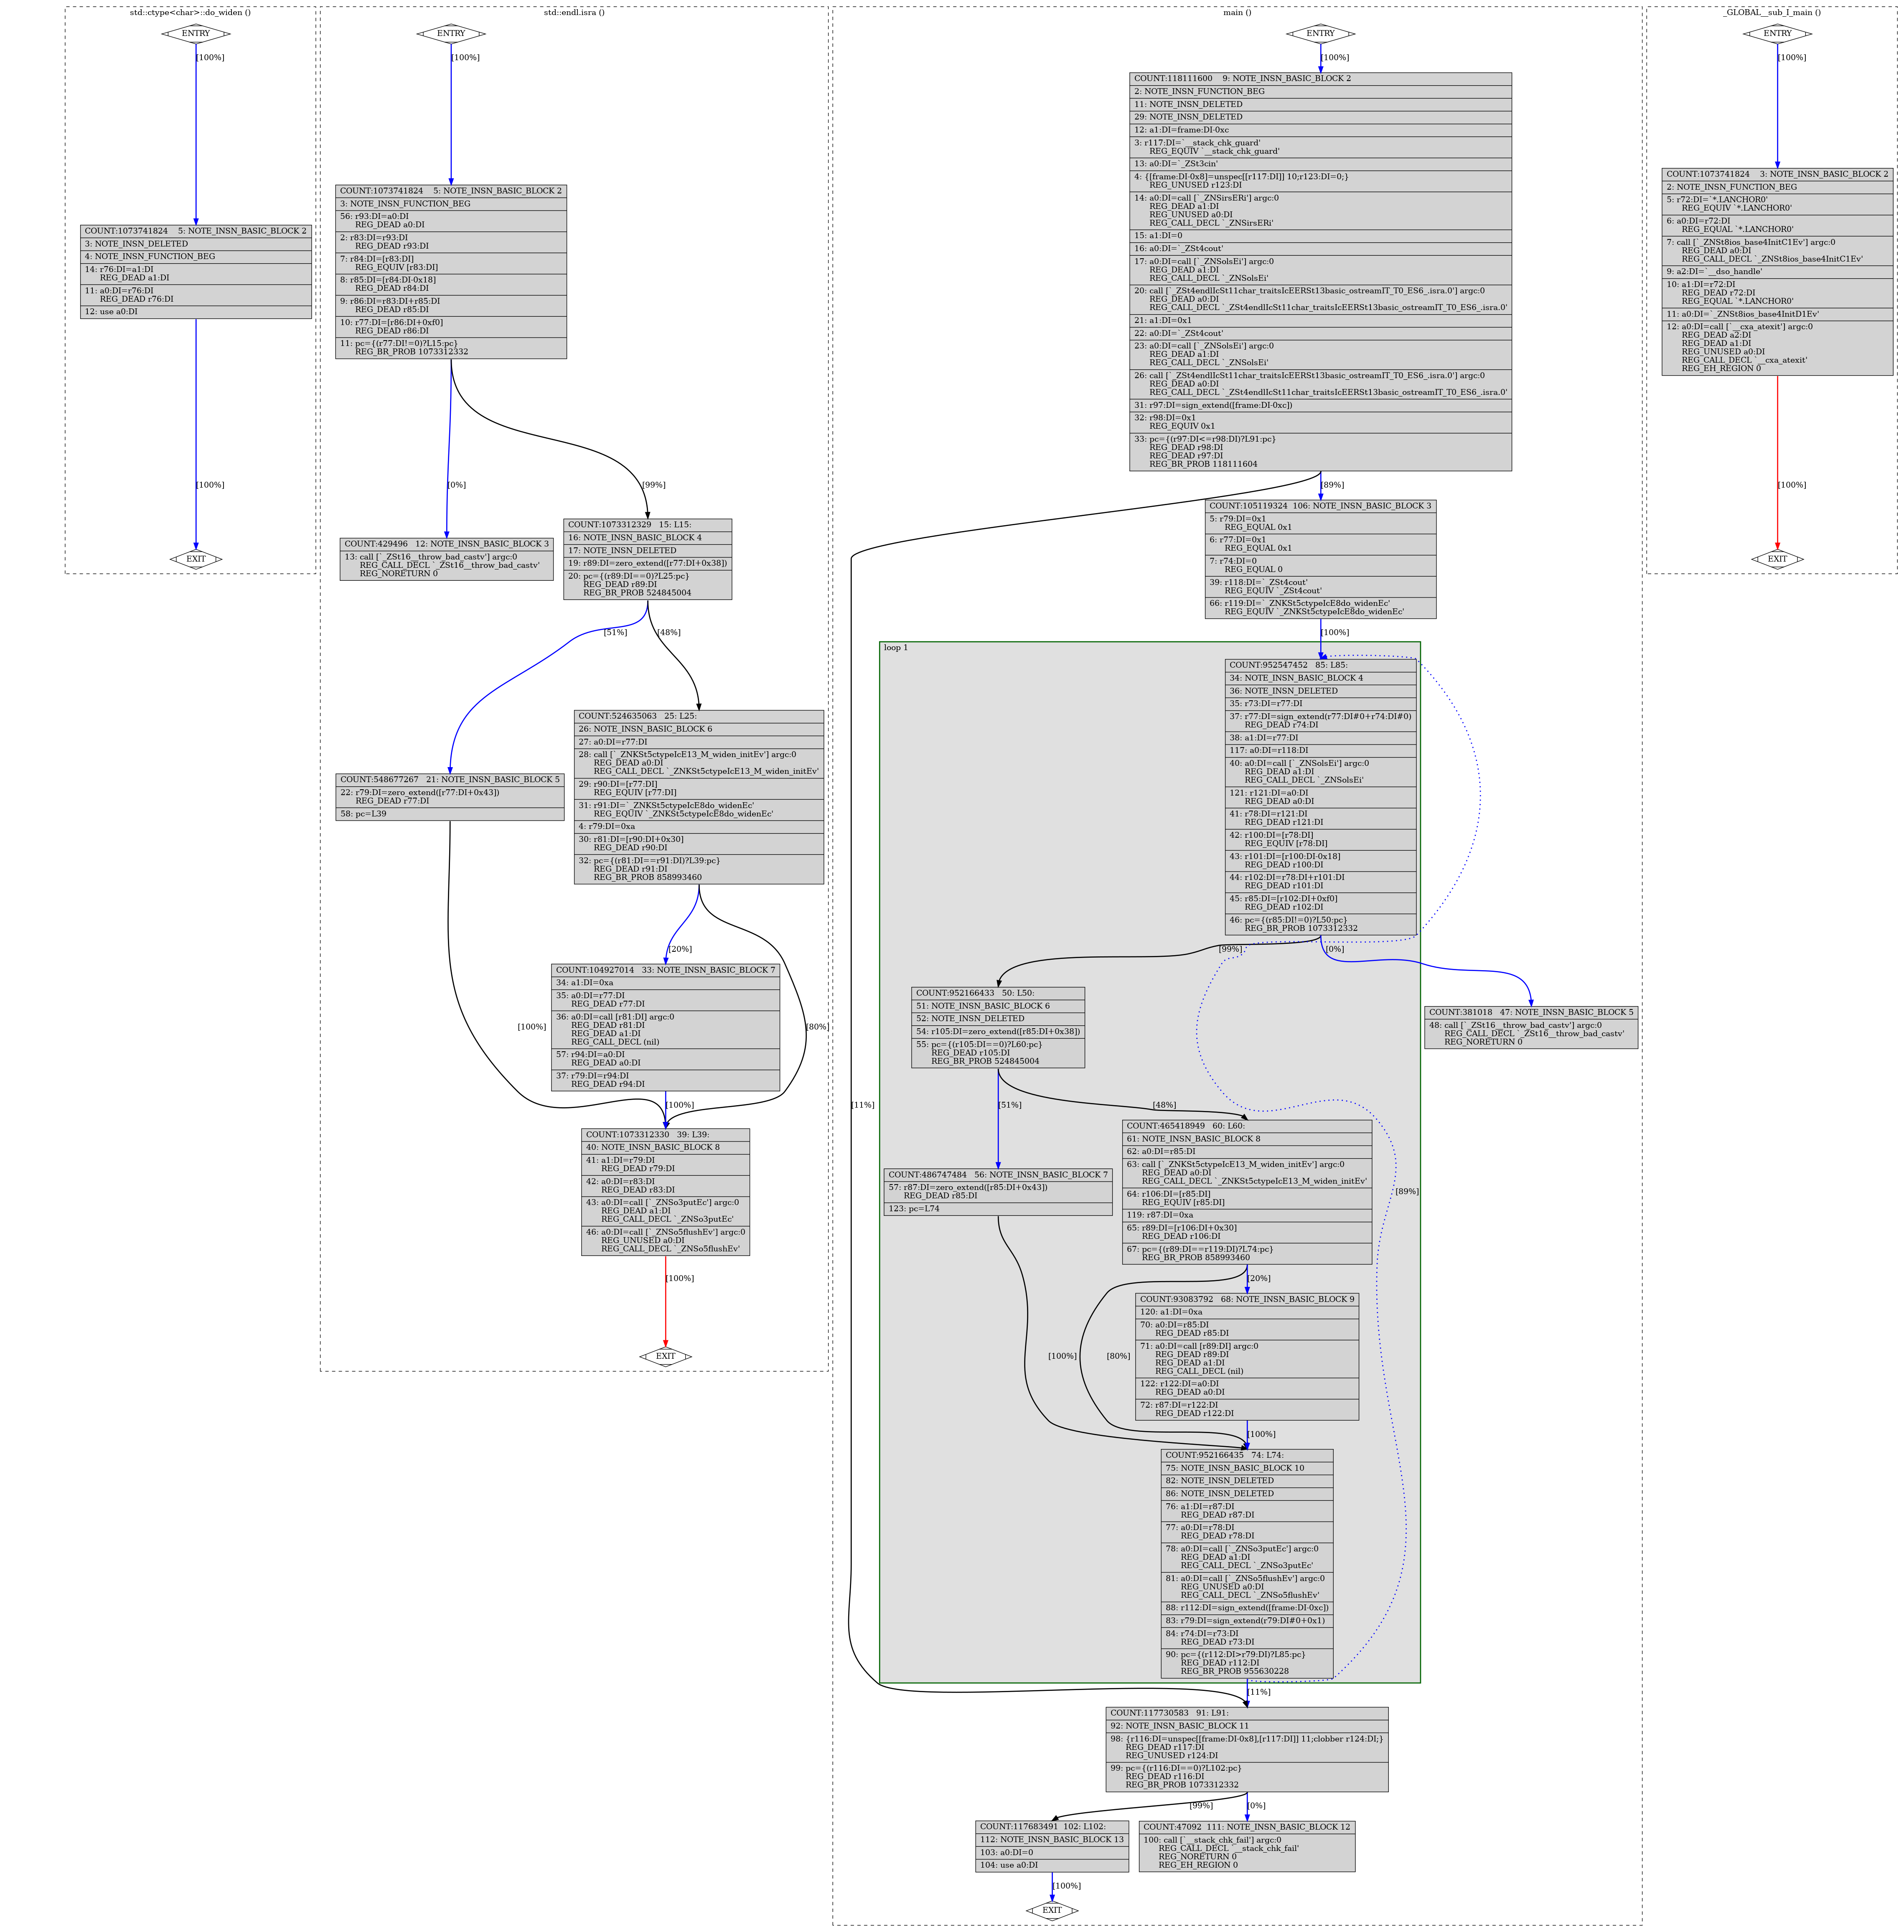 std::ctype<char>::do_widen ()
ENTRY
[100%]
COUNT:1073741824 5: NOTE_INSN_BASIC_BLOCK 2
3: NOTE_INSN_DELETED
4: NOTE_INSN_FUNCTION_BEG
14: r76:DI=a1:DI
REG_DEAD a1:DI
11: a0:DI=r76:DI
REG_DEAD r76:DI
12: use a0:DI
[100%]
EXIT
std::endl.isra ()
ENTRY
[100%]
COUNT:1073741824 5: NOTE_INSN_BASIC_BLOCK 2
3: NOTE_INSN_FUNCTION_BEG
56: r93:DI=a0:DI
REG_DEAD a0:DI
2: r83:DI=r93:DI
REG_DEAD r93:DI
7: r84:DI=[r83:DI]
REG_EQUIV [r83:DI]
8: r85:DI=[r84:DI-0x18]
REG_DEAD r84:DI
9: r86:DI=r83:DI+r85:DI
REG_DEAD r85:DI
10: r77:DI=[r86:DI+0xf0]
REG_DEAD r86:DI
11: pc={(r77:DI!=0)?L15:pc}
REG_BR_PROB 1073312332
[0%]
[99%]
COUNT:429496 12: NOTE_INSN_BASIC_BLOCK 3
13: call [`_ZSt16__throw_bad_castv'] argc:0
REG_CALL_DECL `_ZSt16__throw_bad_castv'
REG_NORETURN 0
COUNT:1073312329 15: L15:
16: NOTE_INSN_BASIC_BLOCK 4
17: NOTE_INSN_DELETED
19: r89:DI=zero_extend([r77:DI+0x38])
20: pc={(r89:DI==0)?L25:pc}
REG_DEAD r89:DI
REG_BR_PROB 524845004
[51%]
[48%]
COUNT:548677267 21: NOTE_INSN_BASIC_BLOCK 5
22: r79:DI=zero_extend([r77:DI+0x43])
REG_DEAD r77:DI
58: pc=L39
COUNT:524635063 25: L25:
26: NOTE_INSN_BASIC_BLOCK 6
27: a0:DI=r77:DI
28: call [`_ZNKSt5ctypeIcE13_M_widen_initEv'] argc:0
REG_DEAD a0:DI
REG_CALL_DECL `_ZNKSt5ctypeIcE13_M_widen_initEv'
29: r90:DI=[r77:DI]
REG_EQUIV [r77:DI]
31: r91:DI=`_ZNKSt5ctypeIcE8do_widenEc'
REG_EQUIV `_ZNKSt5ctypeIcE8do_widenEc'
4: r79:DI=0xa
30: r81:DI=[r90:DI+0x30]
REG_DEAD r90:DI
32: pc={(r81:DI==r91:DI)?L39:pc}
REG_DEAD r91:DI
REG_BR_PROB 858993460
[20%]
[80%]
[100%]
COUNT:104927014 33: NOTE_INSN_BASIC_BLOCK 7
34: a1:DI=0xa
35: a0:DI=r77:DI
REG_DEAD r77:DI
36: a0:DI=call [r81:DI] argc:0
REG_DEAD r81:DI
REG_DEAD a1:DI
REG_CALL_DECL (nil)
57: r94:DI=a0:DI
REG_DEAD a0:DI
37: r79:DI=r94:DI
REG_DEAD r94:DI
[100%]
COUNT:1073312330 39: L39:
40: NOTE_INSN_BASIC_BLOCK 8
41: a1:DI=r79:DI
REG_DEAD r79:DI
42: a0:DI=r83:DI
REG_DEAD r83:DI
43: a0:DI=call [`_ZNSo3putEc'] argc:0
REG_DEAD a1:DI
REG_CALL_DECL `_ZNSo3putEc'
46: a0:DI=call [`_ZNSo5flushEv'] argc:0
REG_UNUSED a0:DI
REG_CALL_DECL `_ZNSo5flushEv'
[100%]
EXIT
main ()
ENTRY
[100%]
COUNT:118111600 9: NOTE_INSN_BASIC_BLOCK 2
2: NOTE_INSN_FUNCTION_BEG
11: NOTE_INSN_DELETED
29: NOTE_INSN_DELETED
12: a1:DI=frame:DI-0xc
3: r117:DI=`__stack_chk_guard'
REG_EQUIV `__stack_chk_guard'
13: a0:DI=`_ZSt3cin'
4: {[frame:DI-0x8]=unspec[[r117:DI]] 10;r123:DI=0;}
REG_UNUSED r123:DI
14: a0:DI=call [`_ZNSirsERi'] argc:0
REG_DEAD a1:DI
REG_UNUSED a0:DI
REG_CALL_DECL `_ZNSirsERi'
15: a1:DI=0
16: a0:DI=`_ZSt4cout'
17: a0:DI=call [`_ZNSolsEi'] argc:0
REG_DEAD a1:DI
REG_CALL_DECL `_ZNSolsEi'
20: call [`_ZSt4endlIcSt11char_traitsIcEERSt13basic_ostreamIT_T0_ES6_.isra.0'] argc:0
REG_DEAD a0:DI
REG_CALL_DECL `_ZSt4endlIcSt11char_traitsIcEERSt13basic_ostreamIT_T0_ES6_.isra.0'
21: a1:DI=0x1
22: a0:DI=`_ZSt4cout'
23: a0:DI=call [`_ZNSolsEi'] argc:0
REG_DEAD a1:DI
REG_CALL_DECL `_ZNSolsEi'
26: call [`_ZSt4endlIcSt11char_traitsIcEERSt13basic_ostreamIT_T0_ES6_.isra.0'] argc:0
REG_DEAD a0:DI
REG_CALL_DECL `_ZSt4endlIcSt11char_traitsIcEERSt13basic_ostreamIT_T0_ES6_.isra.0'
31: r97:DI=sign_extend([frame:DI-0xc])
32: r98:DI=0x1
REG_EQUIV 0x1
33: pc={(r97:DI<=r98:DI)?L91:pc}
REG_DEAD r98:DI
REG_DEAD r97:DI
REG_BR_PROB 118111604
[89%]
[11%]
COUNT:105119324 106: NOTE_INSN_BASIC_BLOCK 3
5: r79:DI=0x1
REG_EQUAL 0x1
6: r77:DI=0x1
REG_EQUAL 0x1
7: r74:DI=0
REG_EQUAL 0
39: r118:DI=`_ZSt4cout'
REG_EQUIV `_ZSt4cout'
66: r119:DI=`_ZNKSt5ctypeIcE8do_widenEc'
REG_EQUIV `_ZNKSt5ctypeIcE8do_widenEc'
[100%]
loop 1
COUNT:952547452 85: L85:
34: NOTE_INSN_BASIC_BLOCK 4
36: NOTE_INSN_DELETED
35: r73:DI=r77:DI
37: r77:DI=sign_extend(r77:DI#0+r74:DI#0)
REG_DEAD r74:DI
38: a1:DI=r77:DI
117: a0:DI=r118:DI
40: a0:DI=call [`_ZNSolsEi'] argc:0
REG_DEAD a1:DI
REG_CALL_DECL `_ZNSolsEi'
121: r121:DI=a0:DI
REG_DEAD a0:DI
41: r78:DI=r121:DI
REG_DEAD r121:DI
42: r100:DI=[r78:DI]
REG_EQUIV [r78:DI]
43: r101:DI=[r100:DI-0x18]
REG_DEAD r100:DI
44: r102:DI=r78:DI+r101:DI
REG_DEAD r101:DI
45: r85:DI=[r102:DI+0xf0]
REG_DEAD r102:DI
46: pc={(r85:DI!=0)?L50:pc}
REG_BR_PROB 1073312332
[99%]
[0%]
COUNT:952166433 50: L50:
51: NOTE_INSN_BASIC_BLOCK 6
52: NOTE_INSN_DELETED
54: r105:DI=zero_extend([r85:DI+0x38])
55: pc={(r105:DI==0)?L60:pc}
REG_DEAD r105:DI
REG_BR_PROB 524845004
COUNT:381018 47: NOTE_INSN_BASIC_BLOCK 5
48: call [`_ZSt16__throw_bad_castv'] argc:0
REG_CALL_DECL `_ZSt16__throw_bad_castv'
REG_NORETURN 0
[51%]
[48%]
COUNT:486747484 56: NOTE_INSN_BASIC_BLOCK 7
57: r87:DI=zero_extend([r85:DI+0x43])
REG_DEAD r85:DI
123: pc=L74
COUNT:465418949 60: L60:
61: NOTE_INSN_BASIC_BLOCK 8
62: a0:DI=r85:DI
63: call [`_ZNKSt5ctypeIcE13_M_widen_initEv'] argc:0
REG_DEAD a0:DI
REG_CALL_DECL `_ZNKSt5ctypeIcE13_M_widen_initEv'
64: r106:DI=[r85:DI]
REG_EQUIV [r85:DI]
119: r87:DI=0xa
65: r89:DI=[r106:DI+0x30]
REG_DEAD r106:DI
67: pc={(r89:DI==r119:DI)?L74:pc}
REG_BR_PROB 858993460
[89%]
[20%]
[100%]
[80%]
COUNT:93083792 68: NOTE_INSN_BASIC_BLOCK 9
120: a1:DI=0xa
70: a0:DI=r85:DI
REG_DEAD r85:DI
71: a0:DI=call [r89:DI] argc:0
REG_DEAD r89:DI
REG_DEAD a1:DI
REG_CALL_DECL (nil)
122: r122:DI=a0:DI
REG_DEAD a0:DI
72: r87:DI=r122:DI
REG_DEAD r122:DI
[100%]
COUNT:952166435 74: L74:
75: NOTE_INSN_BASIC_BLOCK 10
82: NOTE_INSN_DELETED
86: NOTE_INSN_DELETED
76: a1:DI=r87:DI
REG_DEAD r87:DI
77: a0:DI=r78:DI
REG_DEAD r78:DI
78: a0:DI=call [`_ZNSo3putEc'] argc:0
REG_DEAD a1:DI
REG_CALL_DECL `_ZNSo3putEc'
81: a0:DI=call [`_ZNSo5flushEv'] argc:0
REG_UNUSED a0:DI
REG_CALL_DECL `_ZNSo5flushEv'
88: r112:DI=sign_extend([frame:DI-0xc])
83: r79:DI=sign_extend(r79:DI#0+0x1)
84: r74:DI=r73:DI
REG_DEAD r73:DI
90: pc={(r112:DI>r79:DI)?L85:pc}
REG_DEAD r112:DI
REG_BR_PROB 955630228
[11%]
COUNT:117730583 91: L91:
92: NOTE_INSN_BASIC_BLOCK 11
98: {r116:DI=unspec[[frame:DI-0x8],[r117:DI]] 11;clobber r124:DI;}
REG_DEAD r117:DI
REG_UNUSED r124:DI
99: pc={(r116:DI==0)?L102:pc}
REG_DEAD r116:DI
REG_BR_PROB 1073312332
[99%]
[0%]
COUNT:117683491 102: L102:
112: NOTE_INSN_BASIC_BLOCK 13
103: a0:DI=0
104: use a0:DI
COUNT:47092 111: NOTE_INSN_BASIC_BLOCK 12
100: call [`__stack_chk_fail'] argc:0
REG_CALL_DECL `__stack_chk_fail'
REG_NORETURN 0
REG_EH_REGION 0
[100%]
EXIT
_GLOBAL__sub_I_main ()
ENTRY
[100%]
COUNT:1073741824 3: NOTE_INSN_BASIC_BLOCK 2
2: NOTE_INSN_FUNCTION_BEG
5: r72:DI=`*.LANCHOR0'
REG_EQUIV `*.LANCHOR0'
6: a0:DI=r72:DI
REG_EQUAL `*.LANCHOR0'
7: call [`_ZNSt8ios_base4InitC1Ev'] argc:0
REG_DEAD a0:DI
REG_CALL_DECL `_ZNSt8ios_base4InitC1Ev'
9: a2:DI=`__dso_handle'
10: a1:DI=r72:DI
REG_DEAD r72:DI
REG_EQUAL `*.LANCHOR0'
11: a0:DI=`_ZNSt8ios_base4InitD1Ev'
12: a0:DI=call [`__cxa_atexit'] argc:0
REG_DEAD a2:DI
REG_DEAD a1:DI
REG_UNUSED a0:DI
REG_CALL_DECL `__cxa_atexit'
REG_EH_REGION 0
[100%]
EXIT